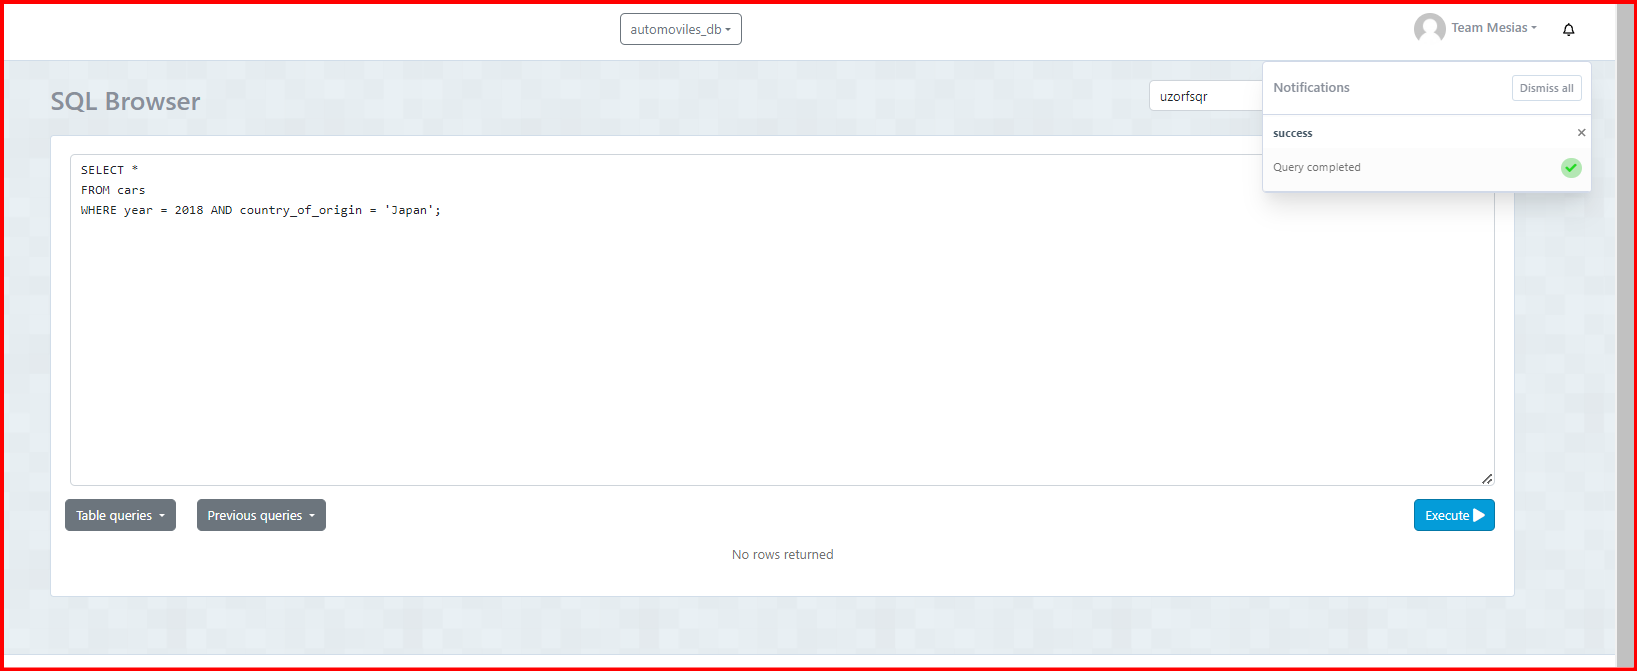 automoviles_db
Team Mesias
SQL Browser
uzorfsqr
Notifications
Dismiss all
success
×
Query completed
SELECT *
FROM cars
WHERE year = 2018 AND country_of_origin = 'Japan';
Table queries
Previous queries
Execute
No rows returned